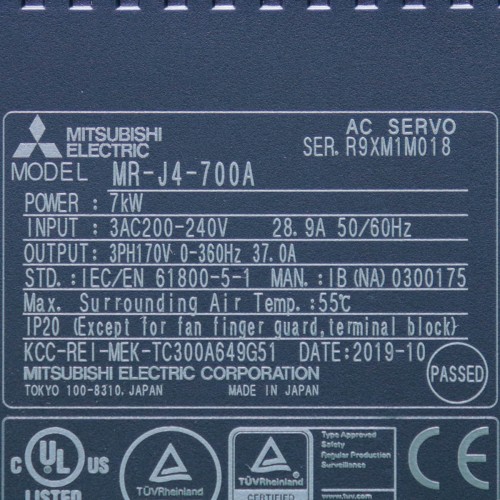 MITSUBISHI
ELECTRIC
AC SERVO
SER. R9XM1M018
MODEL MR-J4-700A
POWER : 7kW
INPUT : 3AC200-240V 28.9A 50/60Hz
OUTPUT: 3PH170V 0-360Hz 37.0A
STD.:IEC/EN 61800-5-1 MAN.:IB(NA)0300175
Max. Surrounding Air Temp.:55℃
IP20 (Except for fan finger guard, terminal block)
KCC-REI-MEK-TC300A649G51 DATE:2019-10
MITSUBISHI ELECTRIC CORPORATION
PASSED
TOKYO 100-8310, JAPAN MADE IN JAPAN
C UL US
LISTED
TÜVRheinland
TÜVRheinland
CERTIFIED
Type Approved
Safety
Regular Production
Surveillance
www.tuv.com
CE